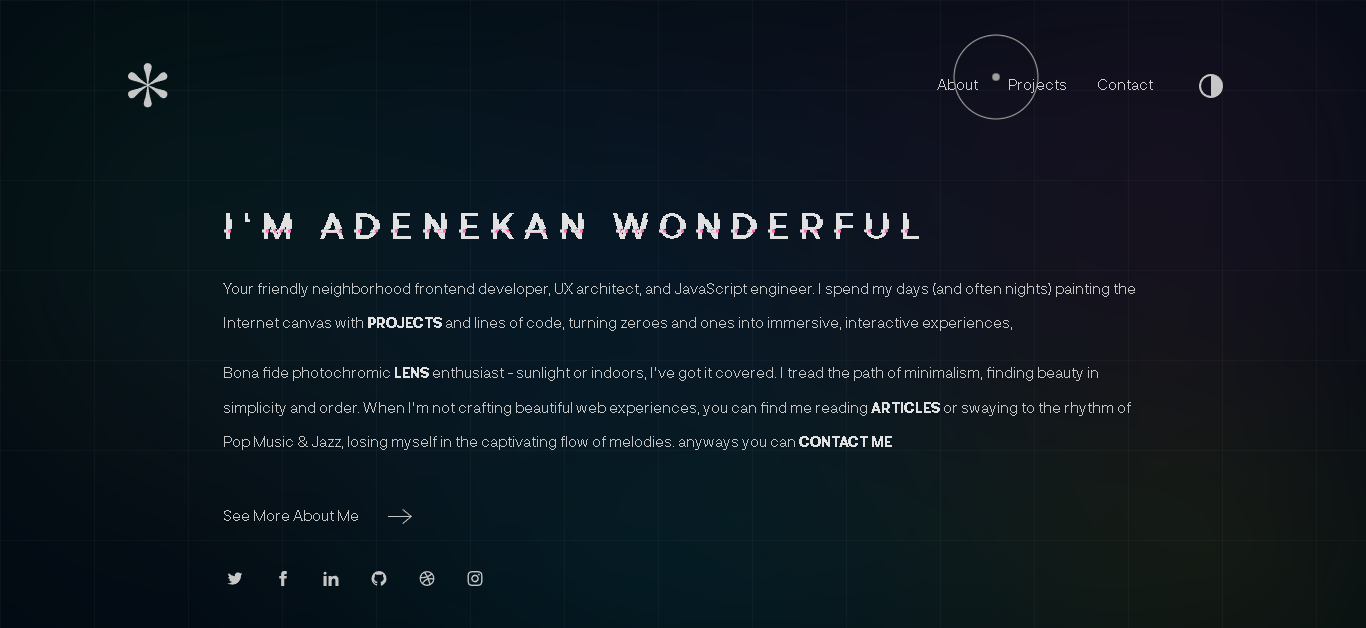 About Projects Contact
I'M ADENEKAN WONDERFUL
Your friendly neighborhood frontend developer, UX architect, and JavaScript engineer. I spend my days (and often nights) painting the
Internet canvas with PROJECTS and lines of code, turning zeroes and ones into immersive, interactive experiences,
Bona fide photochromic LENS enthusiast - sunlight or indoors, I've got it covered. I tread the path of minimalism, finding beauty in
simplicity and order. When I'm not crafting beautiful web experiences, you can find me reading ARTICLES or swaying to the rhythm of
Pop Music & Jazz, losing myself in the captivating flow of melodies. anyways you can CONTACT ME
See More About Me